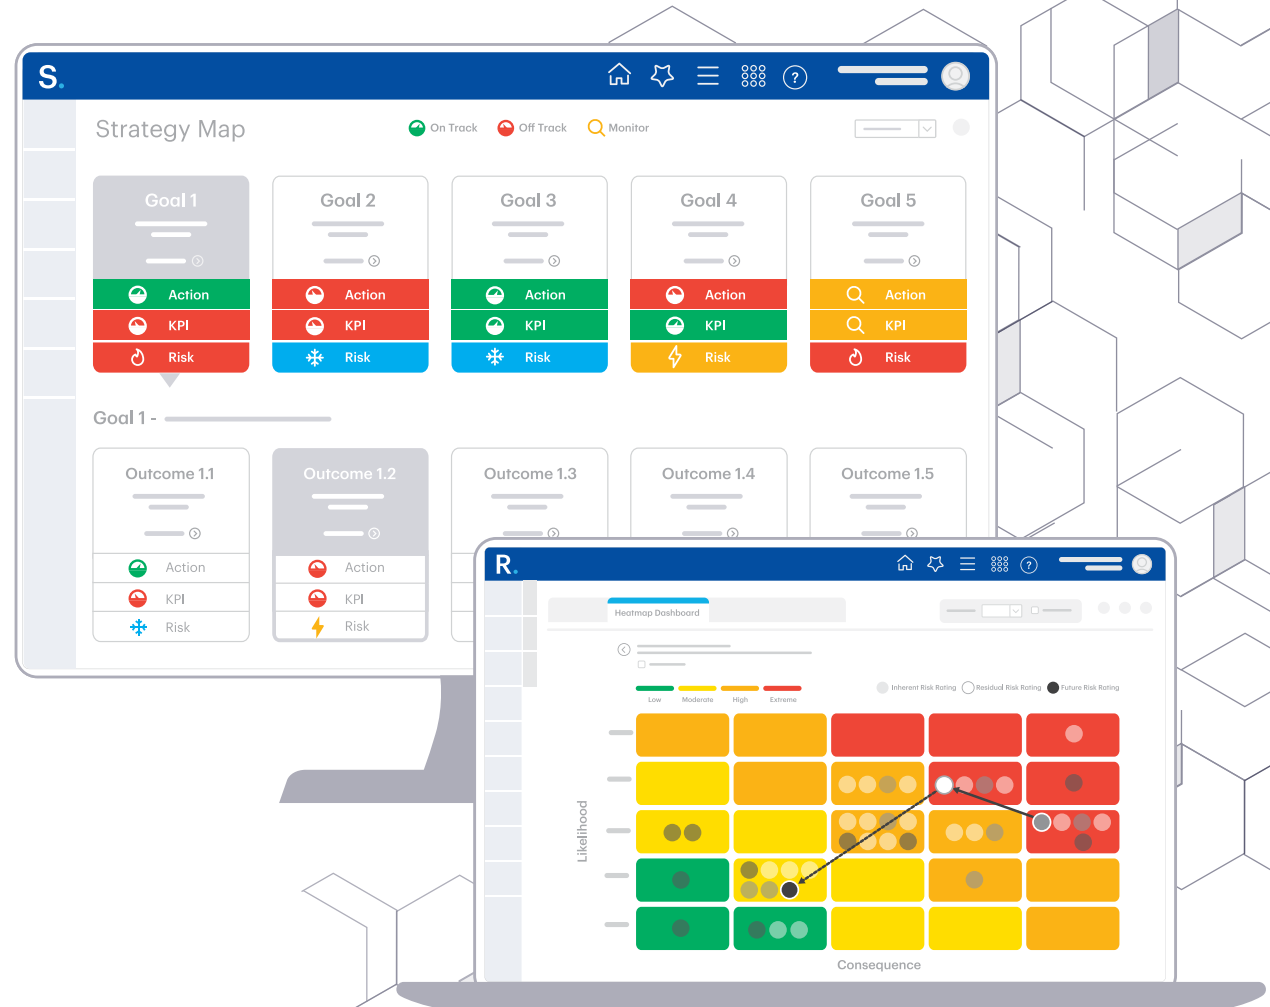 S.
?
Strategy Map
On Track Off Track Monitor
Goal 1 Goal 2 Goal 3 Goal 4 Goal 5
Action Action Action Action Action
KPI KPI KPI KPI KPI
Risk Risk Risk Risk Risk
Goal 1 -
Outcome 1.1 Outcome 1.2 Outcome 1.3 Outcome 1.4 Outcome 1.5
Action Action
KPI KPI
Risk Risk
R.
?
Heatmap Dashboard
Inherent Risk Rating Residual Risk Rating Future Risk Rating
Low Moderate High Extreme
Likelihood
Consequence